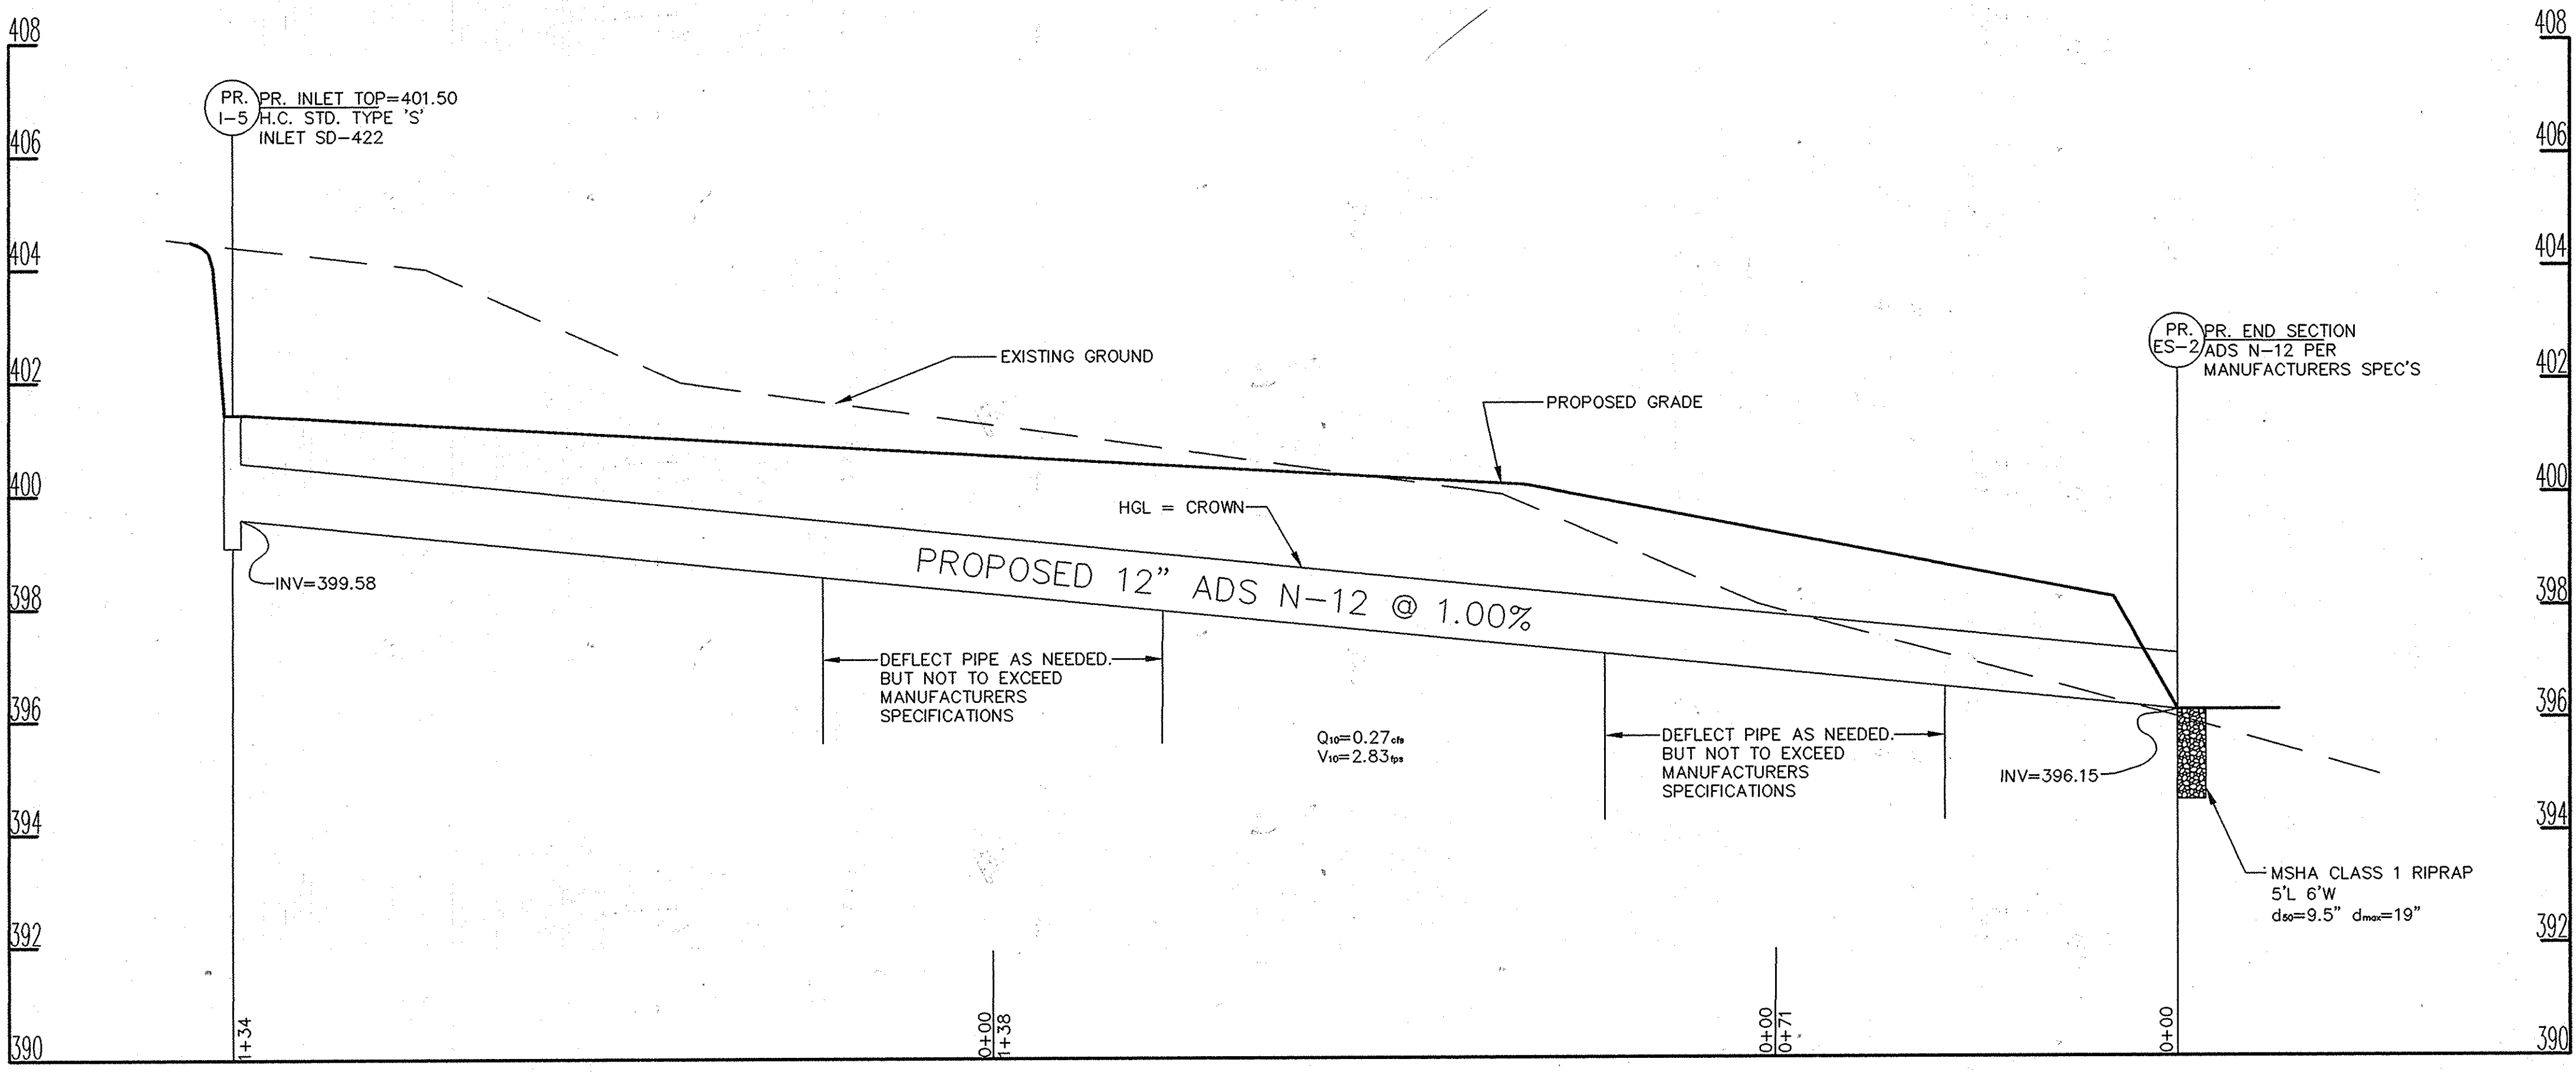 408
406
404
402
400
398
396
394
392
390
PR.
I-5
PR. INLET TOP=401.50
H.C. STD. TYPE 'S'
INLET SD-422
EXISTING GROUND
PROPOSED GRADE
HGL = CROWN
PROPOSED 12" ADS N-12 @ 1.00%
INV=399.58
DEFLECT PIPE AS NEEDED.
BUT NOT TO EXCEED
MANUFACTURERS
SPECIFICATIONS
Q10=0.27cfs
V10=2.83fps
DEFLECT PIPE AS NEEDED.
BUT NOT TO EXCEED
MANUFACTURERS
SPECIFICATIONS
INV=396.15
PR.
ES-2
PR. END SECTION
ADS N-12 PER
MANUFACTURERS SPEC'S
MSHA CLASS 1 RIPRAP
5'L 6'W
d50=9.5" dmax=19"
1+34
0+00
1+38
0+00
0+71
0+00
408
406
404
402
400
398
396
394
392
390